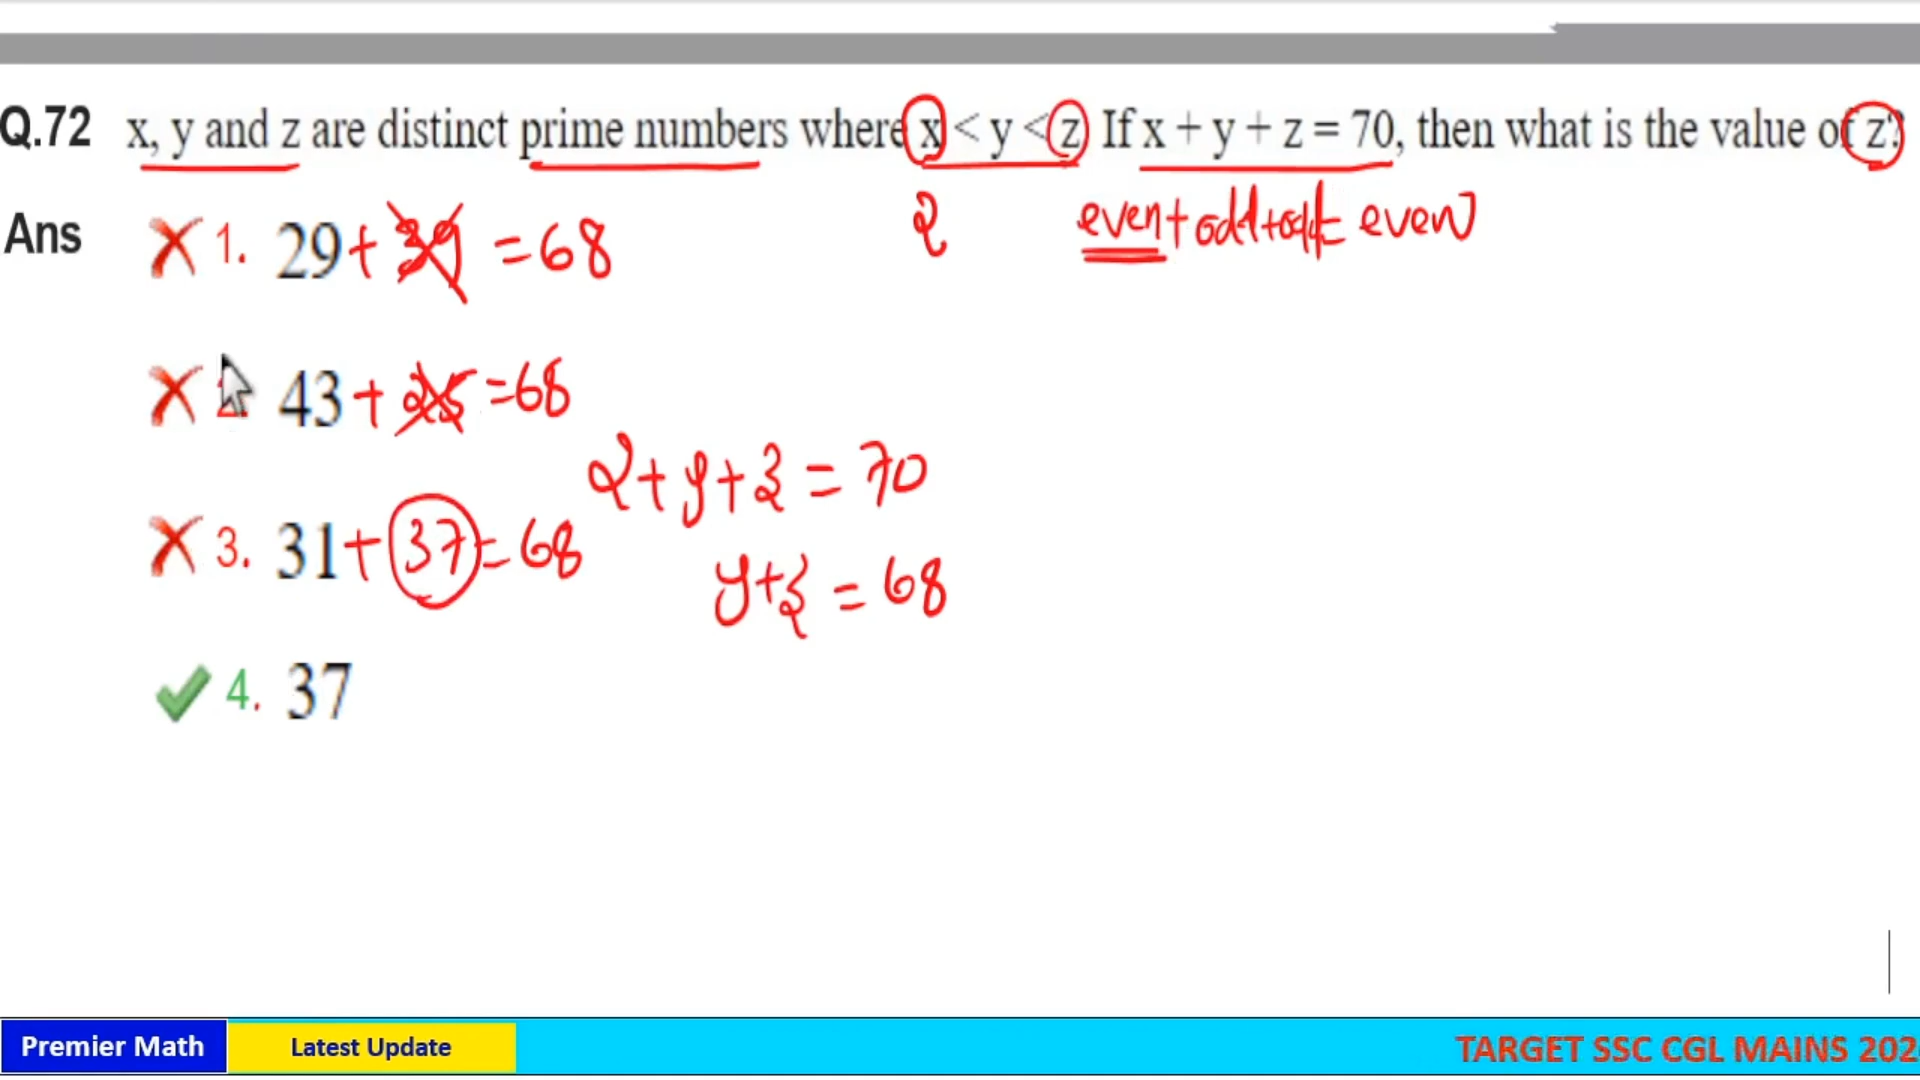 Q.72 x, y and z are distinct prime numbers where x < y < z If x + y + z = 70, then what is the value of z?
2 even + odd + odd = even
Ans 1. 29 + 39 = 68
43 + 25 = 68
2 + y + z = 70
3. 31 + 37 = 68
y + z = 68
4. 37
Premier Math Latest Update TARGET SSC CGL MAINS 202